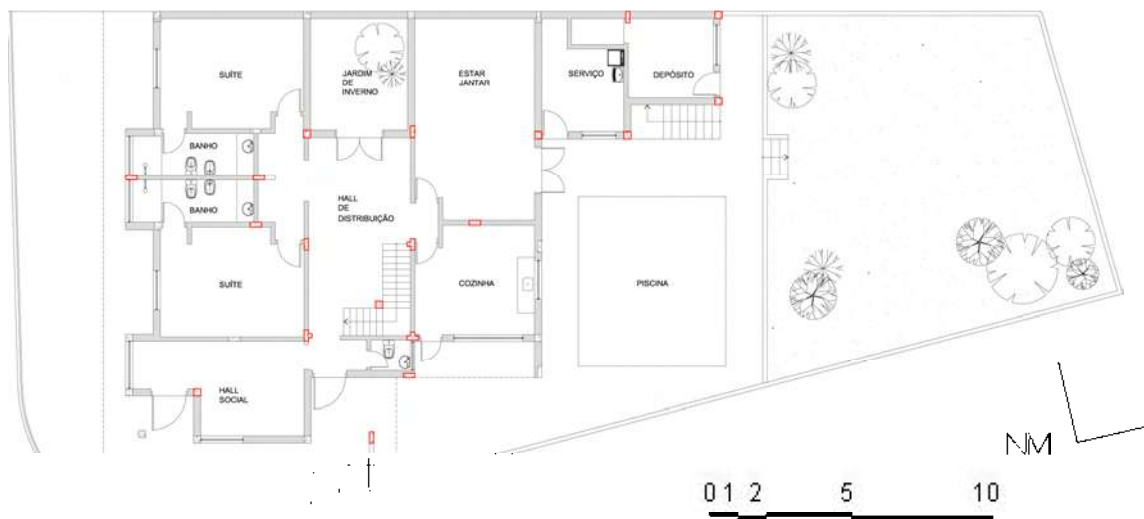 SUÍTE
JARDIM
DE
INVERNO
ESTAR
JANTAR
SERVIÇO
DEPÓSITO
BANHO
BANHO
HALL
DE
DISTRIBUIÇÃO
SUÍTE
COZINHA
PISCINA
HALL
SOCIAL
NM
0 1 2 5 10